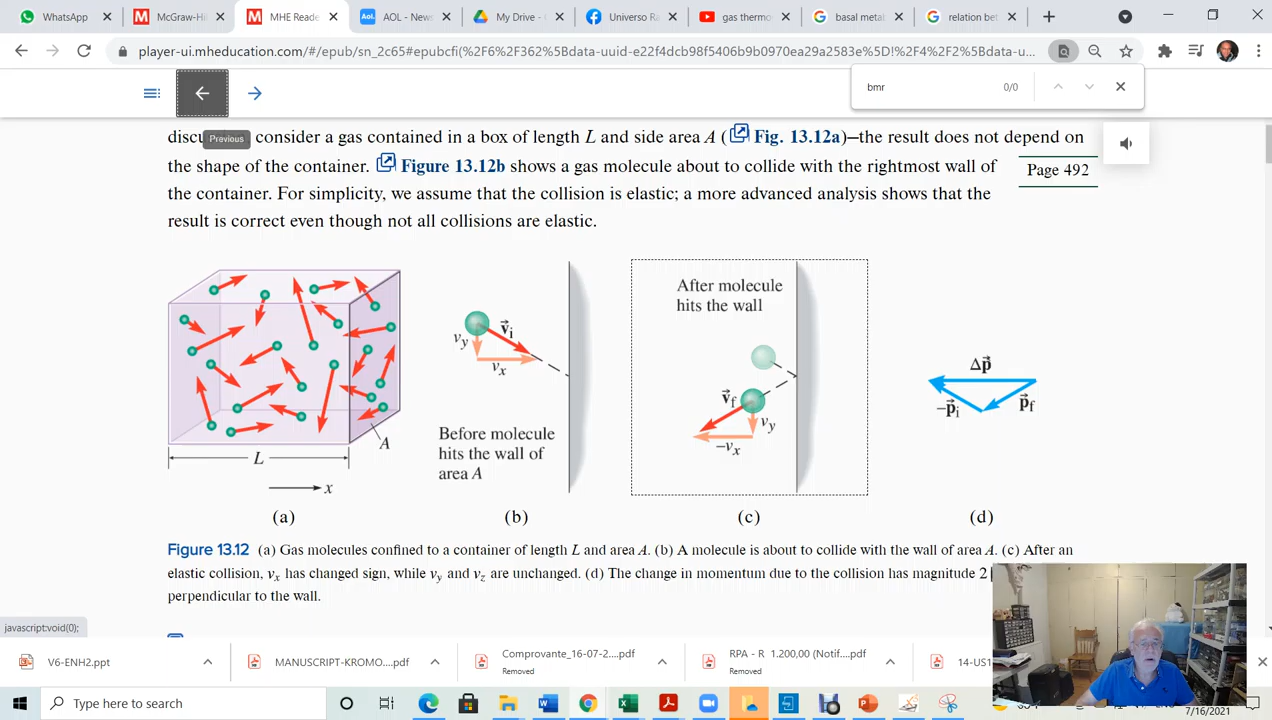 WhatsApp
McGraw-Hi
MHE Reade
AOL - News
My Drive -
Universo Ra
gas thermo
basal metal
relation bet
player-ui.mheducation.com/#/epub/sn_2c65#epubcfi(%2F6%2F362%5Bdata-uuid-e22f4dcb98f5406b9b0970ea292583e%5D!%2F4%2F2%5Bdata-u...
bmr 0/0
Previous
discu consider a gas contained in a box of length L and side area A ( Fig. 13.12a)—the result does not depend on
the shape of the container. Figure 13.12b shows a gas molecule about to collide with the rightmost wall of
Page 492
the container. For simplicity, we assume that the collision is elastic; a more advanced analysis shows that the
result is correct even though not all collisions are elastic.
A
L
x
(a)
v⃗i
vy
vx
Before molecule
hits the wall of
area A
(b)
After molecule
hits the wall
v⃗f
vy
−vx
(c)
Δp⃗
−p⃗i
p⃗f
(d)
Figure 13.12 (a) Gas molecules confined to a container of length L and area A. (b) A molecule is about to collide with the wall of area A. (c) After an
elastic collision, vx has changed sign, while vy and vz are unchanged. (d) The change in momentum due to the collision has magnitude 2
perpendicular to the wall.
javascript:void(0);
V6-ENH2.ppt
MANUSCRIPT-KROMO....pdf
Comprovante_16-07-2....pdf
Removed
RPA - R 1.200,00 (Notif....pdf
Removed
14-US1
Type here to search
7/16/2021